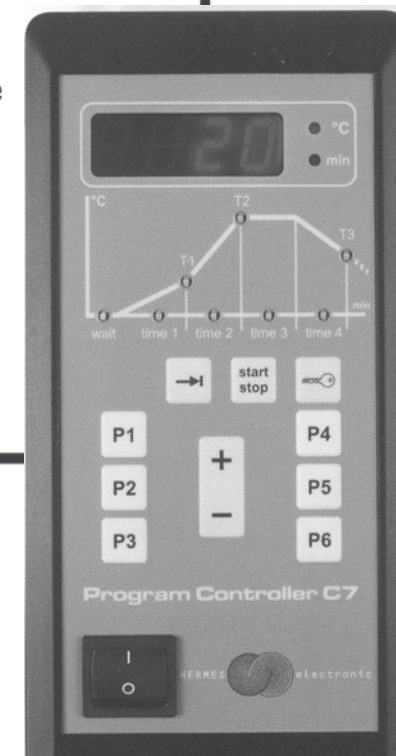 e
20
°C
min
°C
T2
T1
T3
min
wait time 1 time 2 time 3 time 4
start
stop
P1
P4
+
P2
P5
−
P3
P6
Program Controller C7
I
O
HERMES electronic